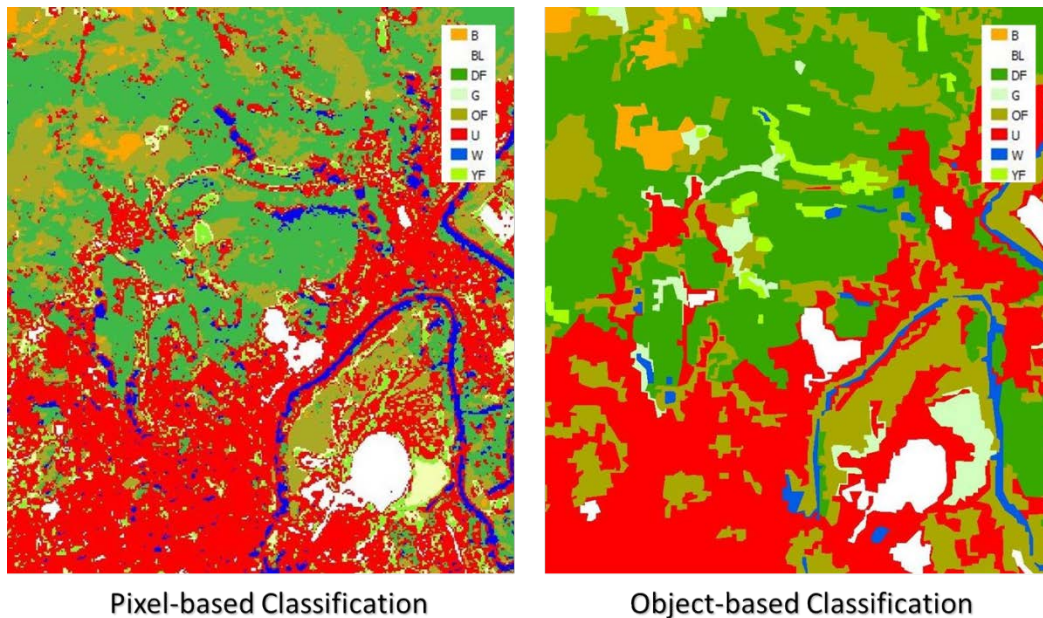 B
BL
DF
G
OF
U
W
YF
B
BL
DF
G
OF
U
W
YF
Pixel-based Classification
Object-based Classification